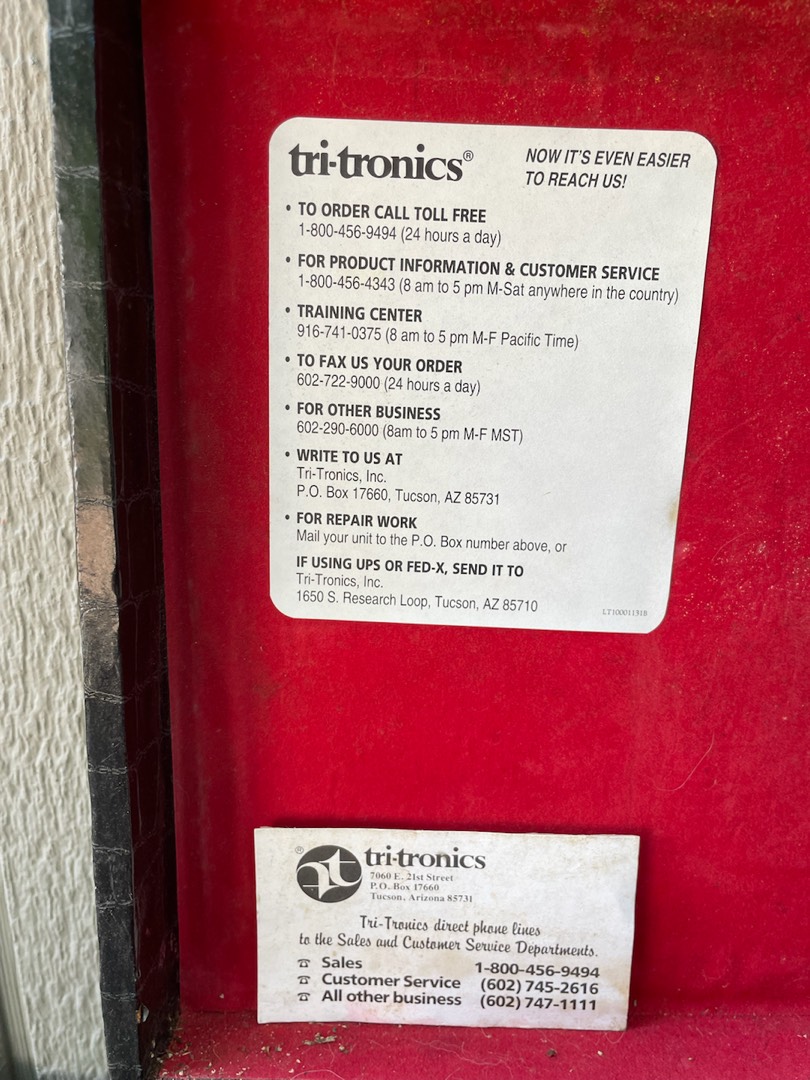 tri-tronics®
NOW IT'S EVEN EASIER
TO REACH US!
• TO ORDER CALL TOLL FREE
1-800-456-9494 (24 hours a day)
• FOR PRODUCT INFORMATION & CUSTOMER SERVICE
1-800-456-4343 (8 am to 5 pm M-Sat anywhere in the country)
• TRAINING CENTER
916-741-0375 (8 am to 5 pm M-F Pacific Time)
• TO FAX US YOUR ORDER
602-722-9000 (24 hours a day)
• FOR OTHER BUSINESS
602-290-6000 (8am to 5 pm M-F MST)
• WRITE TO US AT
Tri-Tronics, Inc.
P.O. Box 17660, Tucson, AZ 85731
• FOR REPAIR WORK
Mail your unit to the P.O. Box number above, or
IF USING UPS OR FED-X, SEND IT TO
Tri-Tronics, Inc.
1650 S. Research Loop, Tucson, AZ 85710
LT10001131B
® tri-tronics
7060 E. 21st Street
P.O. Box 17660
Tucson, Arizona 85731
Tri-Tronics direct phone lines
to the Sales and Customer Service Departments.
☎ Sales 1-800-456-9494
☎ Customer Service (602) 745-2616
☎ All other business (602) 747-1111